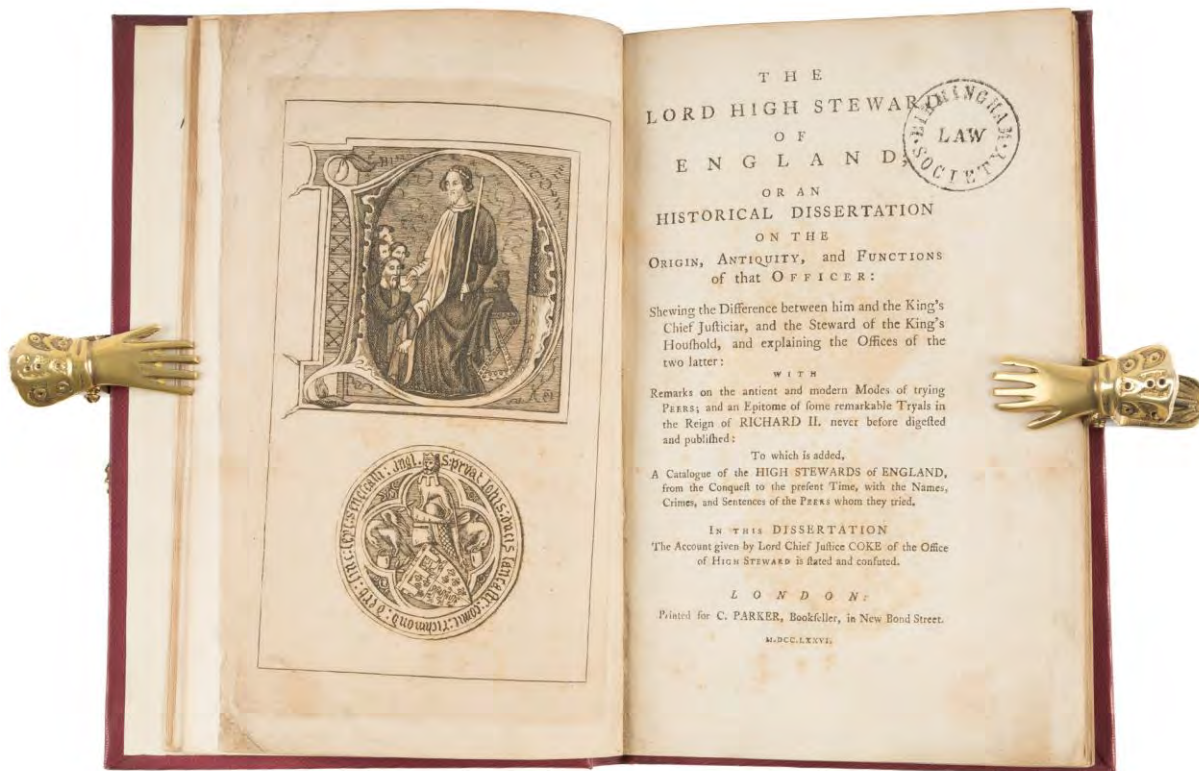 THE
LORD HIGH STEWARD
OF
ENGLAND;
OR AN
HISTORICAL DISSERTATION
ON THE
ORIGIN, ANTIQUITY, and FUNCTIONS
of that OFFICER:
Shewing the Difference between him and the King's
Chief Juſticiar, and the Steward of the King's
Houſhold, and explaining the Offices of the
two latter:
WITH
Remarks on the antient and modern Modes of trying
PEERS; and an Epitome of ſome remarkable Tryals in
the Reign of RICHARD II. never before digeſted
and publiſhed:
To which is added,
A Catalogue of the HIGH STEWARDS of ENGLAND,
from the Conqueſt to the preſent Time, with the Names,
Crimes, and Sentences of the PEERS whom they tried.
IN THIS DISSERTATION
The Account given by Lord Chief Juſtice COKE of the Office
of HIGH STEWARD is ſtated and confuted.
LONDON:
Printed for C. PARKER, Bookſeller, in New Bond Street.
M.DCC.LXXVI.
BIRMINGHAM
LAW
SOCIETY